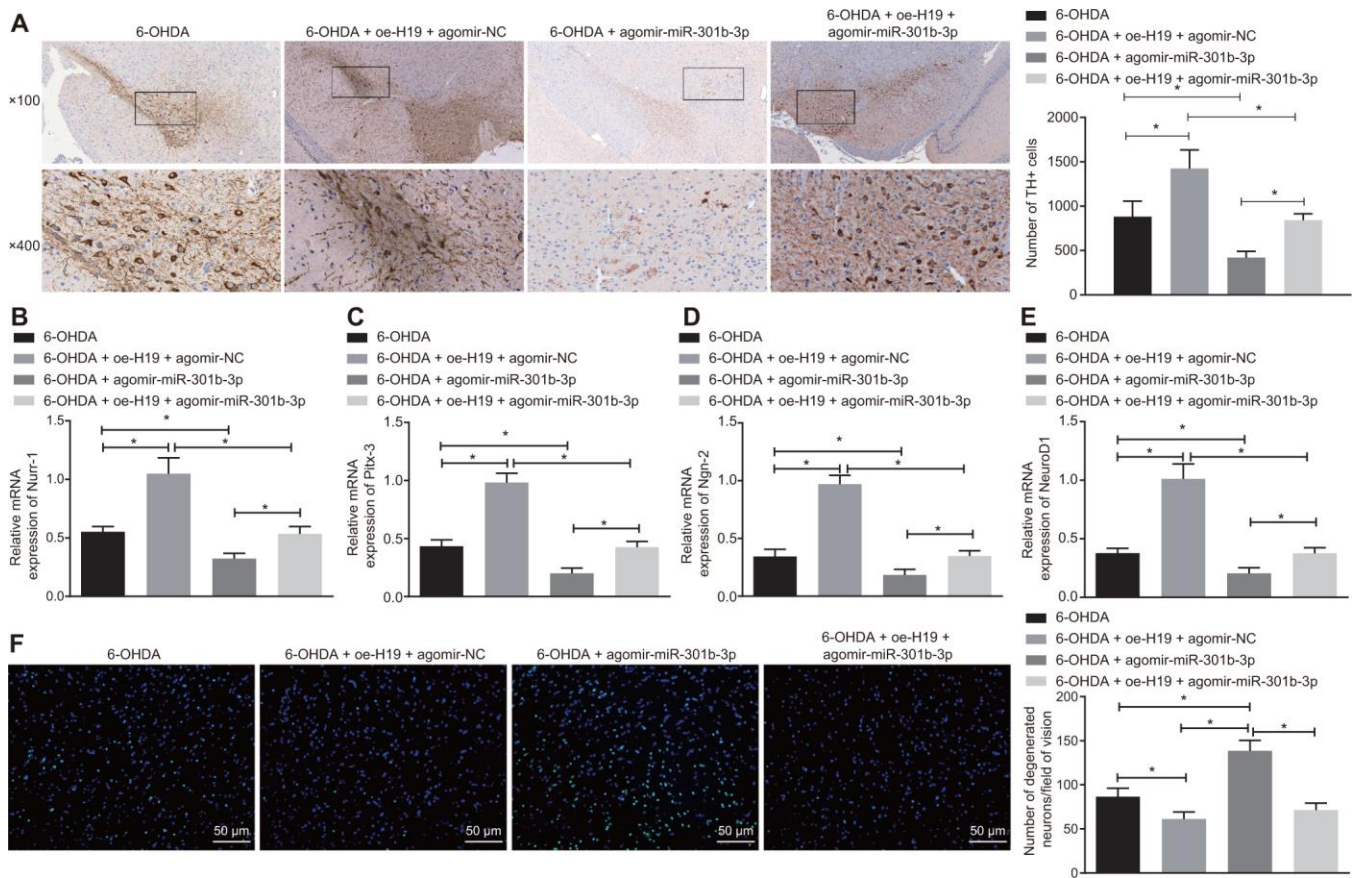 A
6-OHDA
6-OHDA + oe-H19 + agomir-NC
6-OHDA + agomir-miR-301b-3p
6-OHDA + oe-H19 +
agomir-miR-301b-3p
×100
×400
6-OHDA
6-OHDA + oe-H19 + agomir-NC
6-OHDA + agomir-miR-301b-3p
6-OHDA + oe-H19 + agomir-miR-301b-3p
Number of TH+ cells
2000
1500
1000
500
0
*
*
*
*
B
6-OHDA
6-OHDA + oe-H19 + agomir-NC
6-OHDA + agomir-miR-301b-3p
6-OHDA + oe-H19 + agomir-miR-301b-3p
Relative mRNA
expression of Nurr-1
1.5
1.0
0.5
0.0
*
*
*
*
C
6-OHDA
6-OHDA + oe-H19 + agomir-NC
6-OHDA + agomir-miR-301b-3p
6-OHDA + oe-H19 + agomir-miR-301b-3p
Relative mRNA
expression of Pitx-3
1.5
1.0
0.5
0.0
*
*
*
*
D
6-OHDA
6-OHDA + oe-H19 + agomir-NC
6-OHDA + agomir-miR-301b-3p
6-OHDA + oe-H19 + agomir-miR-301b-3p
Relative mRNA
expression of Ngn-2
1.5
1.0
0.5
0.0
*
*
*
*
E
6-OHDA
6-OHDA + oe-H19 + agomir-NC
6-OHDA + agomir-miR-301b-3p
6-OHDA + oe-H19 + agomir-miR-301b-3p
Relative mRNA
expression of NeuroD1
1.5
1.0
0.5
0.0
*
*
*
*
F
6-OHDA
6-OHDA + oe-H19 + agomir-NC
6-OHDA + agomir-miR-301b-3p
6-OHDA + oe-H19 +
agomir-miR-301b-3p
50 µm
50 µm
50 µm
50 µm
6-OHDA
6-OHDA + oe-H19 + agomir-NC
6-OHDA + agomir-miR-301b-3p
6-OHDA + oe-H19 + agomir-miR-301b-3p
Number of degenerated
neurons/field of vision
200
150
100
50
0
*
*
*
*